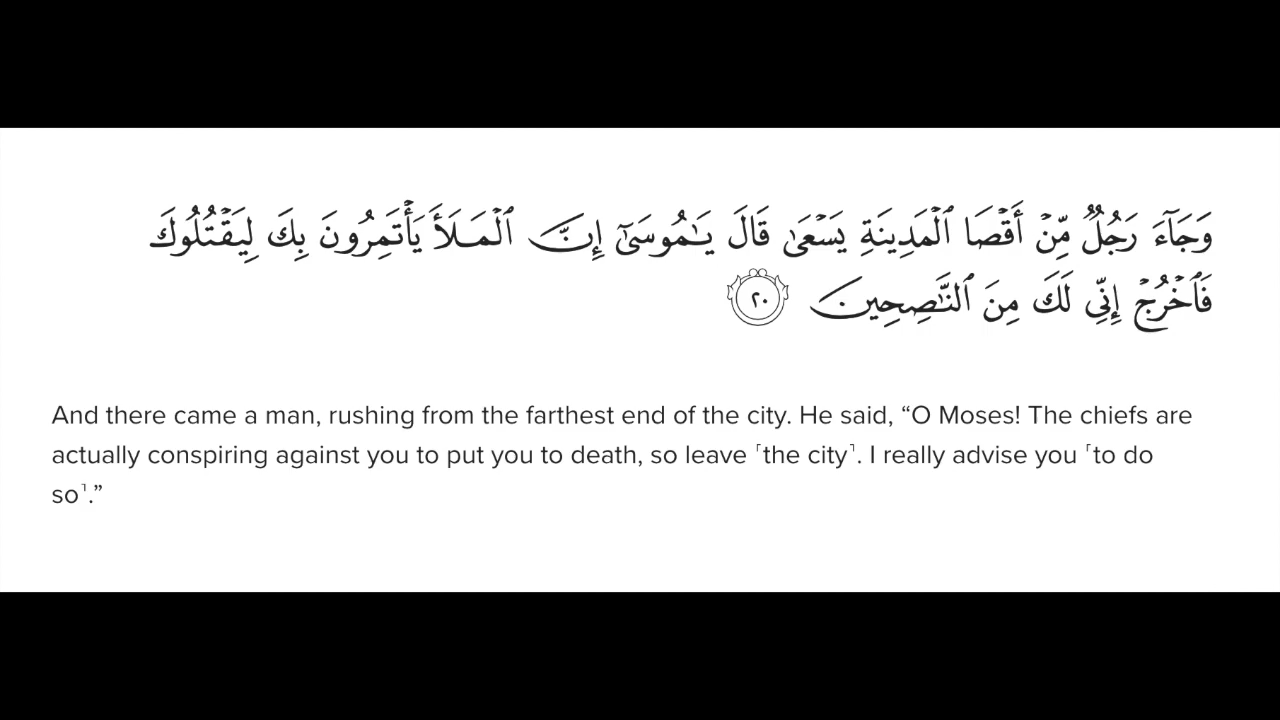 وَجَآءَ رَجُلٌ مِّنْ أَقْصَا ٱلْمَدِينَةِ يَسْعَىٰ قَالَ يَـٰمُوسَىٰٓ إِنَّ ٱلْمَلَأَ يَأْتَمِرُونَ بِكَ لِيَقْتُلُوكَ
فَٱخْرُجْ إِنِّى لَكَ مِنَ ٱلنَّـٰصِحِينَ ٢٠
And there came a man, rushing from the farthest end of the city. He said, “O Moses! The chiefs are
actually conspiring against you to put you to death, so leave ˹the city˺. I really advise you ˹to do
so˺.”